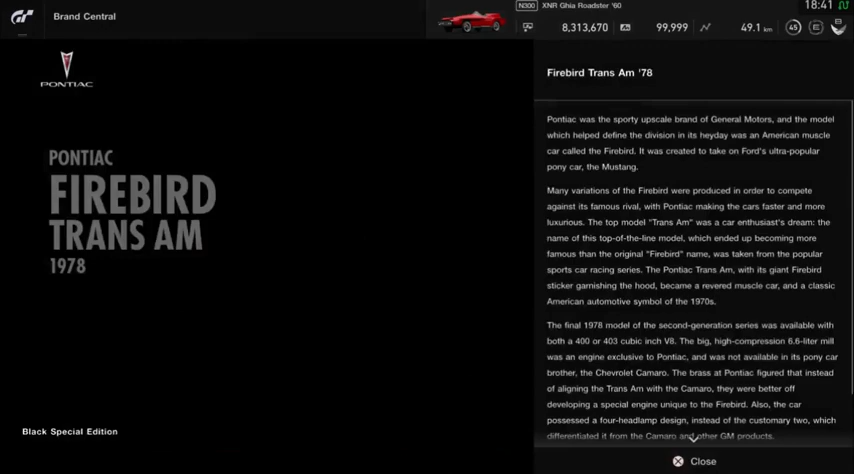 GT
Brand Central
N300 XNR Ghia Roadster '60
18:41
8,313,670
99,999
49.1 km
45
E
PONTIAC
PONTIAC
FIREBIRD
TRANS AM
1978
Black Special Edition
Firebird Trans Am '78
Pontiac was the sporty upscale brand of General Motors, and the model
which helped define the division in its heyday was an American muscle
car called the Firebird. It was created to take on Ford's ultra-popular
pony car, the Mustang.
Many variations of the Firebird were produced in order to compete
against its famous rival, with Pontiac making the cars faster and more
luxurious. The top model "Trans Am" was a car enthusiast's dream: the
name of this top-of-the-line model, which ended up becoming more
famous than the original "Firebird" name, was taken from the popular
sports car racing series. The Pontiac Trans Am, with its giant Firebird
sticker garnishing the hood, became a revered muscle car, and a classic
American automotive symbol of the 1970s.
The final 1978 model of the second-generation series was available with
both a 400 or 403 cubic inch V8. The big, high-compression 6.6-liter mill
was an engine exclusive to Pontiac, and was not available in its pony car
brother, the Chevrolet Camaro. The brass at Pontiac figured that instead
of aligning the Trans Am with the Camaro, they were better off
developing a special engine unique to the Firebird. Also, the car
possessed a four-headlamp design, instead of the customary two, which
differentiated it from the Camaro and other GM products.
Close